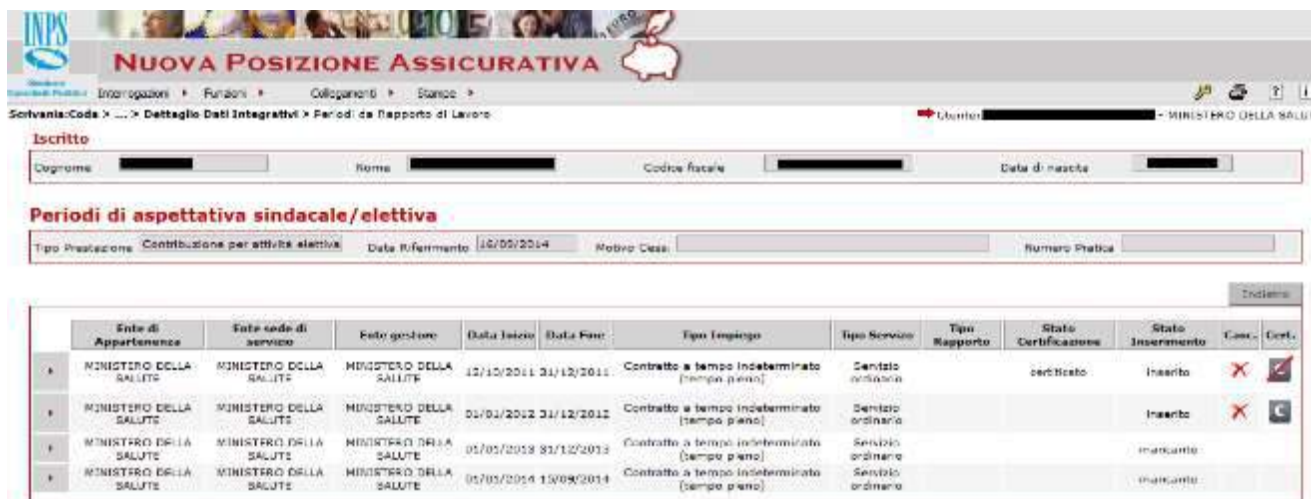 INPS
NUOVA POSIZIONE ASSICURATIVA
Interrogazioni Funzioni Collegamenti Stampe
Scrivania:Coda > ... > Dettaglio Dati Integrativi > Periodi da Rapporto di Lavoro Utente: - MINISTERO DELLA SALU
Iscritto
Cognome Nome Codice fiscale Data di nascita
Periodi di aspettativa sindacale/elettiva
Tipo Prestazione Contribuzione per attività elettiva Data Riferimento 16/09/2014 Motivo Cess. Numero Pratica
Indietro
Ente di Appartenenza Ente sede di servizio Ente gestore Data Inizio Data Fine Tipo Impiego Tipo Servizio Tipo Rapporto Stato Certificazione Stato Inserimento Canc. Cert.
MINISTERO DELLA SALUTE MINISTERO DELLA SALUTE MINISTERO DELLA SALUTE 31/12/2011 Contratto a tempo indeterminato (tempo pieno) Servizio ordinario certificato inserito C
MINISTERO DELLA SALUTE MINISTERO DELLA SALUTE MINISTERO DELLA SALUTE 01/01/2012 31/12/2012 Contratto a tempo indeterminato (tempo pieno) Servizio ordinario inserito C
MINISTERO DELLA SALUTE MINISTERO DELLA SALUTE MINISTERO DELLA SALUTE 01/01/2013 31/12/2013 Contratto a tempo indeterminato (tempo pieno) Servizio ordinario mancante
MINISTERO DELLA SALUTE MINISTERO DELLA SALUTE MINISTERO DELLA SALUTE 01/01/2014 15/09/2014 Contratto a tempo indeterminato (tempo pieno) Servizio ordinario mancante